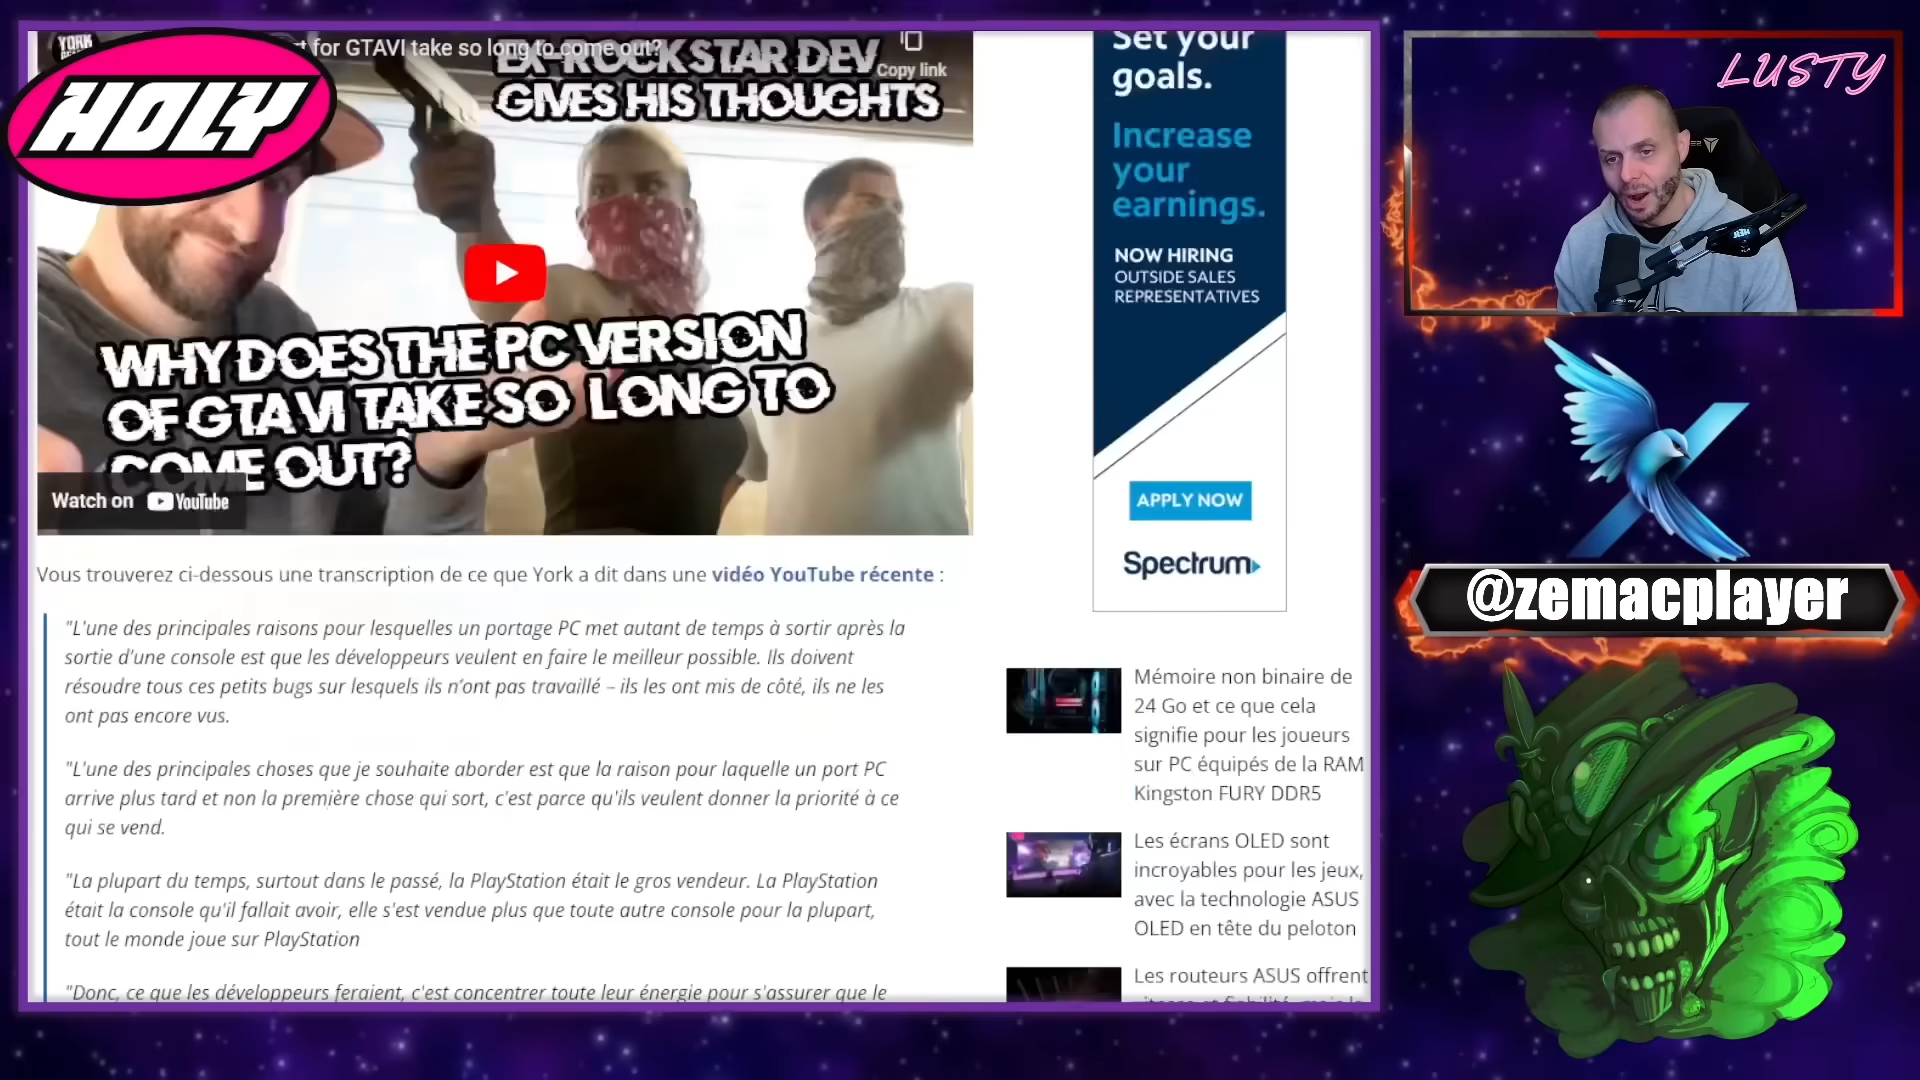 YORK
t for GTAVI take so long to come out?
Copy link
EX-ROCKSTAR DEV
GIVES HIS THOUGHTS
HOLY
WHY DOES THE PC VERSION
OF GTA VI TAKE SO LONG TO
COME OUT?
Watch on YouTube
Vous trouverez ci-dessous une transcription de ce que York a dit dans une vidéo YouTube récente :
"L'une des principales raisons pour lesquelles un portage PC met autant de temps à sortir après la
sortie d'une console est que les développeurs veulent en faire le meilleur possible. Ils doivent
résoudre tous ces petits bugs sur lesquels ils n'ont pas travaillé – ils les ont mis de côté, ils ne les
ont pas encore vus.
"L'une des principales choses que je souhaite aborder est que la raison pour laquelle un port PC
arrive plus tard et non la première chose qui sort, c'est parce qu'ils veulent donner la priorité à ce
qui se vend.
"La plupart du temps, surtout dans le passé, la PlayStation était le gros vendeur. La PlayStation
était la console qu'il fallait avoir, elle s'est vendue plus que toute autre console pour la plupart,
tout le monde joue sur PlayStation
"Donc, ce que les développeurs feraient, c'est concentrer toute leur énergie pour s'assurer que le
Set your
goals.
Increase
your
earnings.
NOW HIRING
OUTSIDE SALES
REPRESENTATIVES
APPLY NOW
Spectrum
Mémoire non binaire de
24 Go et ce que cela
signifie pour les joueurs
sur PC équipés de la RAM
Kingston FURY DDR5
Les écrans OLED sont
incroyables pour les jeux,
avec la technologie ASUS
OLED en tête du peloton
Les routeurs ASUS offrent
LUSTY
@zemacplayer